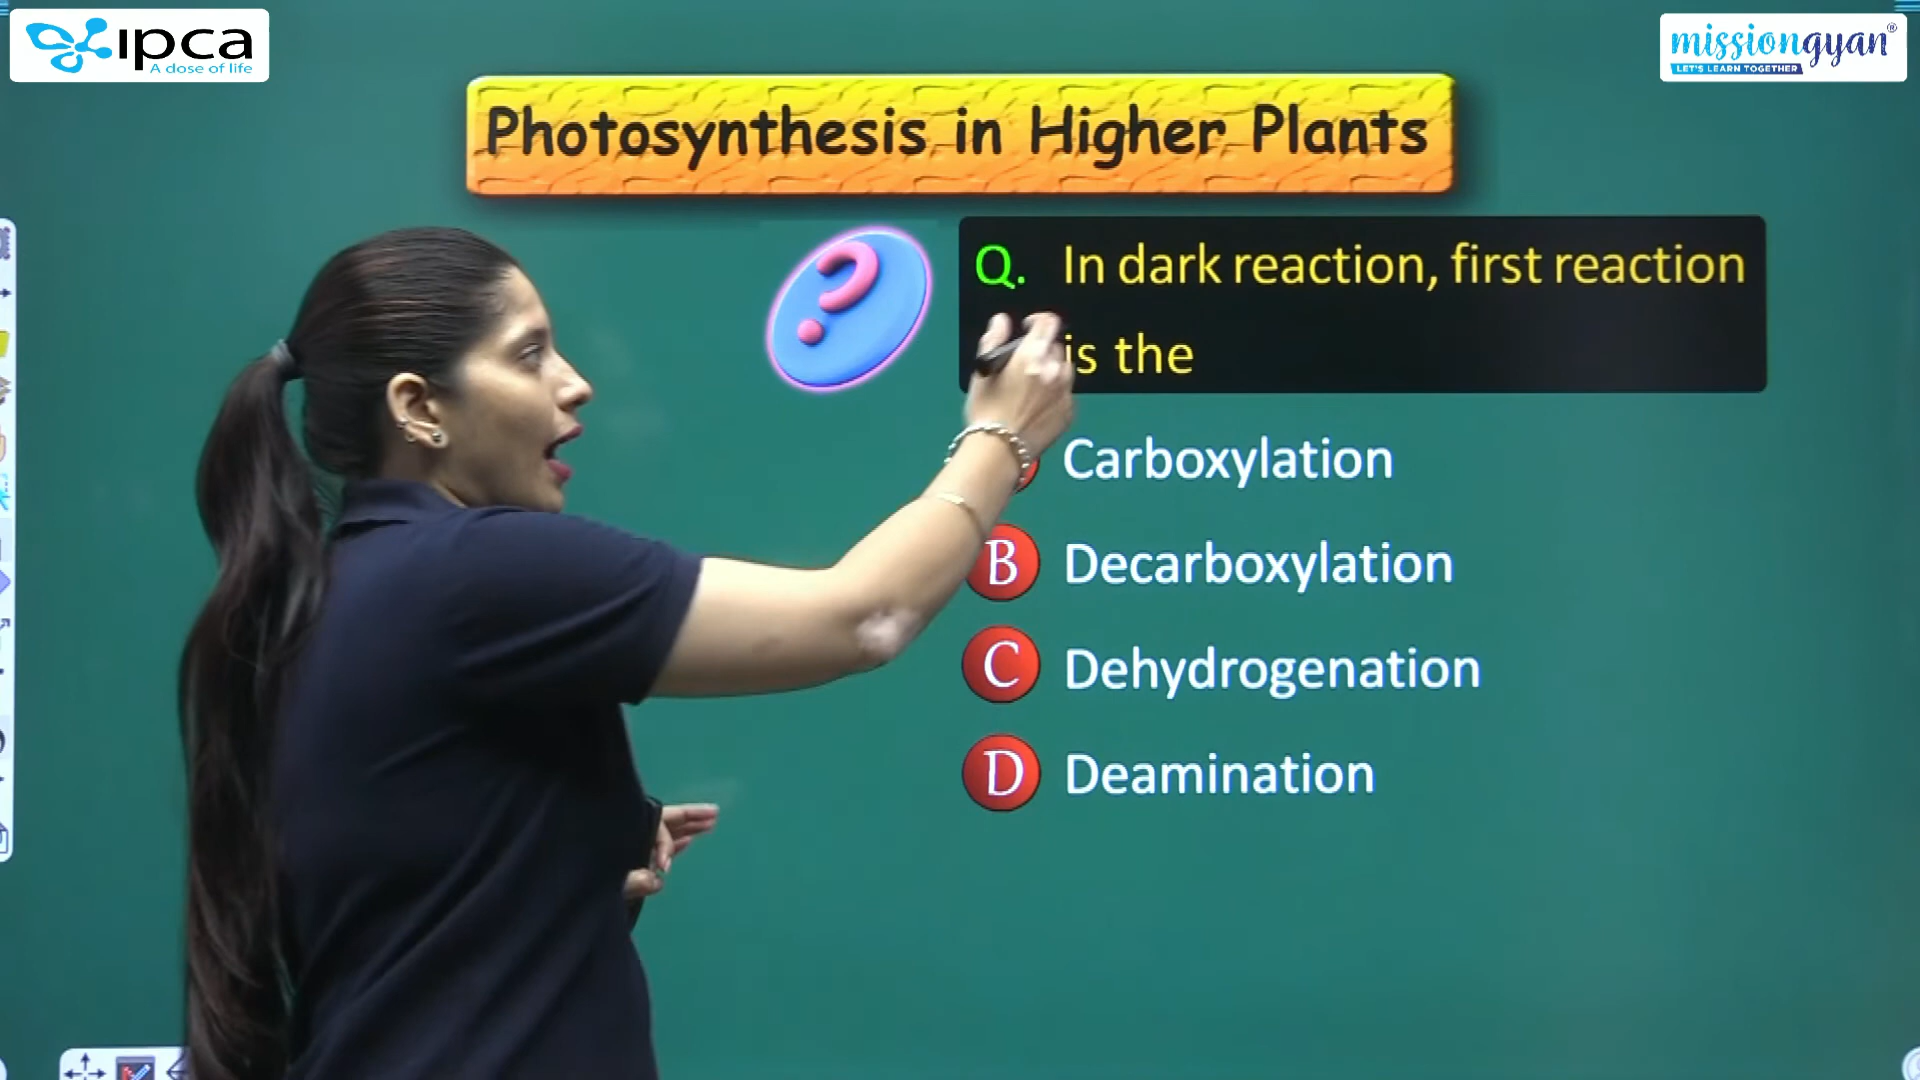 ipca
A dose of life
missiongyan®
LET'S LEARN TOGETHER
Photosynthesis in Higher Plants
Q. In dark reaction, first reaction
is the
Carboxylation
B Decarboxylation
C Dehydrogenation
D Deamination